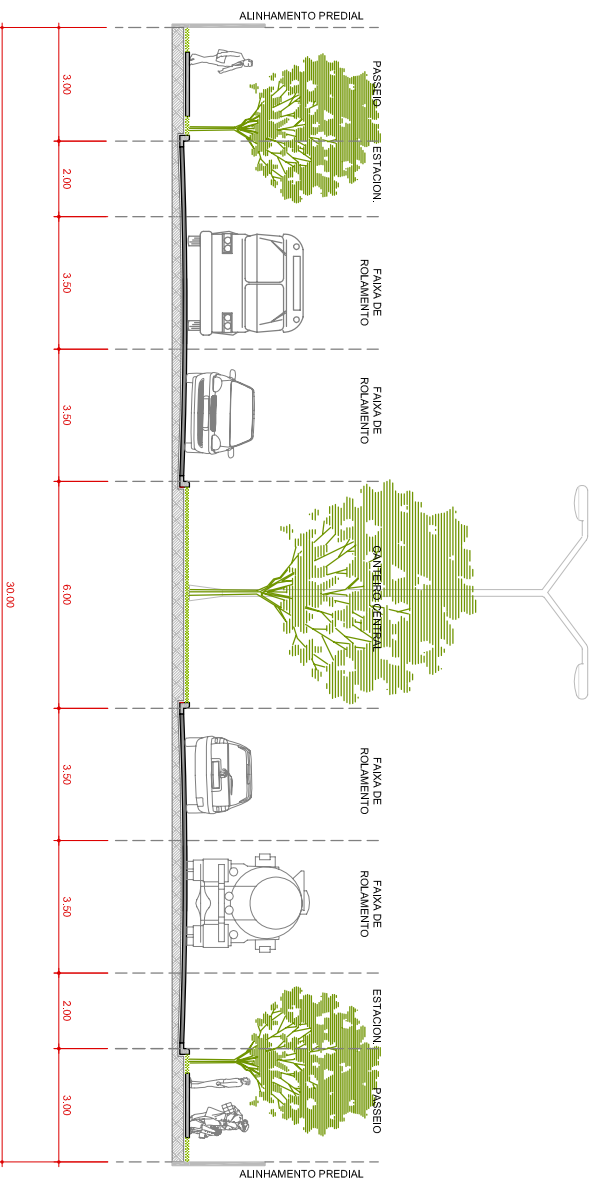 ALINHAMENTO PREDIAL
PASSEIO
ESTACION.
FAIXA DE
ROLAMENTO
FAIXA DE
ROLAMENTO
CANTEIRO CENTRAL
FAIXA DE
ROLAMENTO
FAIXA DE
ROLAMENTO
ESTACION.
PASSEIO
ALINHAMENTO PREDIAL
3.00
2.00
3.50
3.50
6.00
3.50
3.50
2.00
3.00
30.00